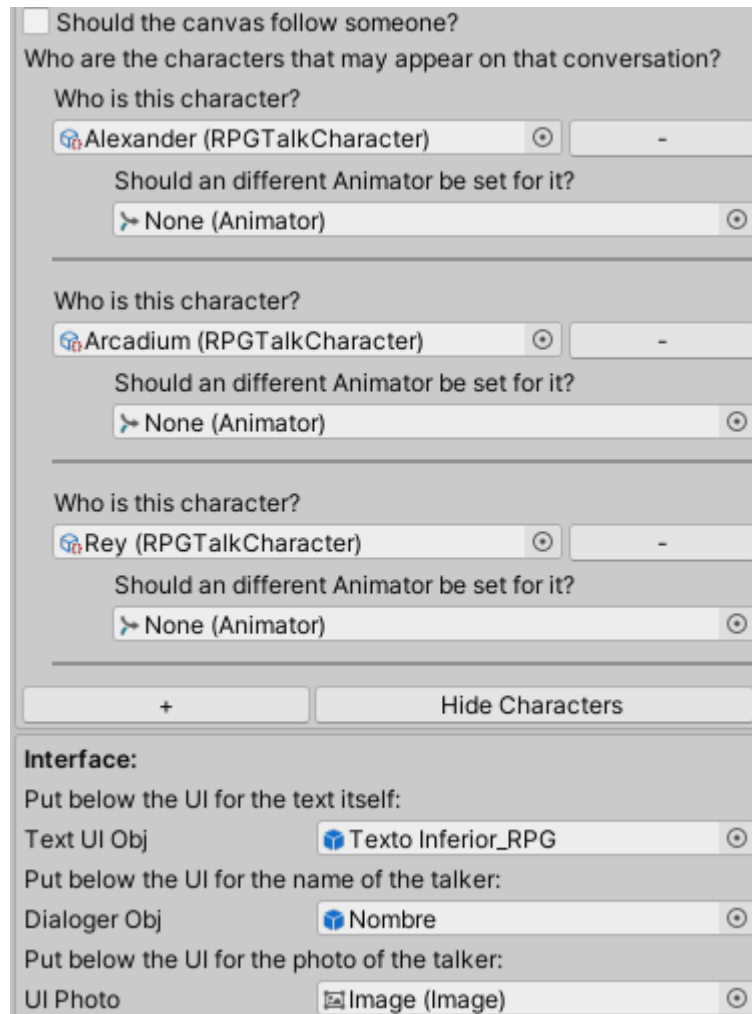 Should the canvas follow someone?
Who are the characters that may appear on that conversation?
Who is this character?
Alexander (RPGTalkCharacter) -
Should an different Animator be set for it?
None (Animator)
Who is this character?
Arcadium (RPGTalkCharacter) -
Should an different Animator be set for it?
None (Animator)
Who is this character?
Rey (RPGTalkCharacter) -
Should an different Animator be set for it?
None (Animator)
+ Hide Characters
Interface:
Put below the UI for the text itself:
Text UI Obj Texto Inferior_RPG
Put below the UI for the name of the talker:
Dialoger Obj Nombre
Put below the UI for the photo of the talker:
UI Photo Image (Image)